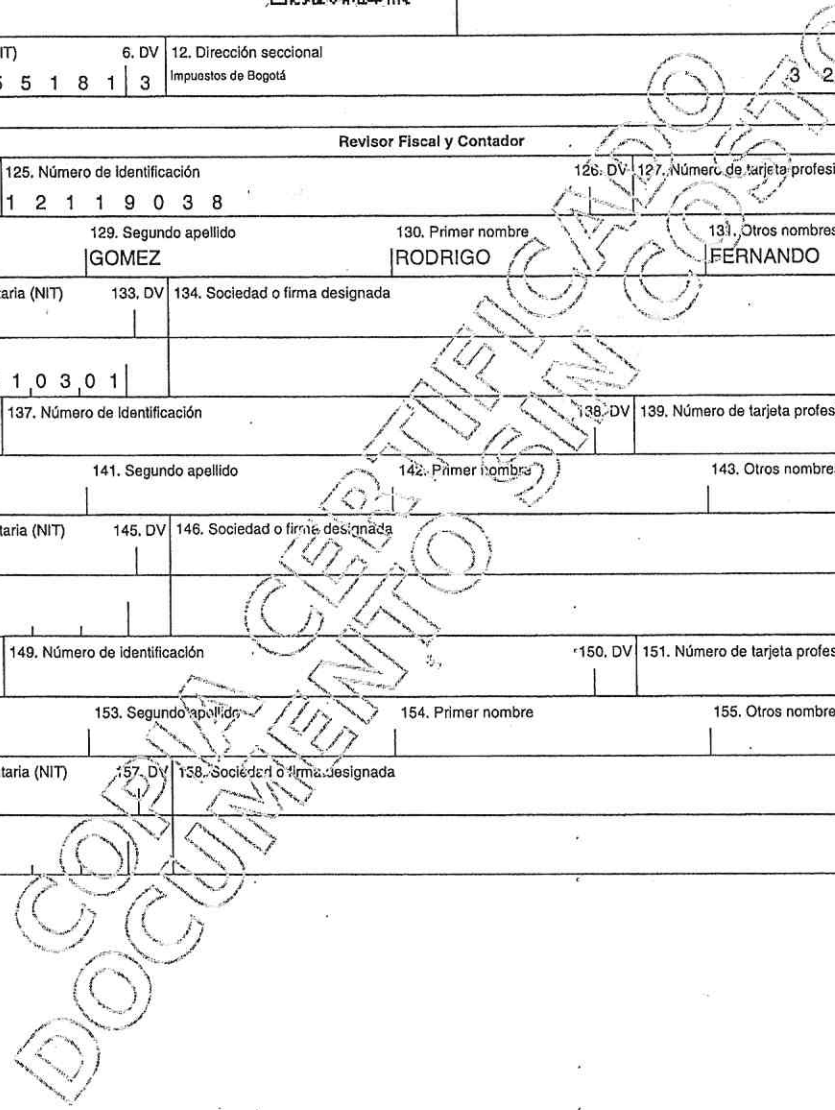 IT) 6. DV 12. Dirección seccional
5 5 1 8 1 3 Impuestos de Bogotá 3 2
Revisor Fiscal y Contador
125. Número de Identificación 126. DV 127. Número de tarjeta profesi
1 2 1 1 9 0 3 8
129. Segundo apellido 130. Primer nombre 131. Otros nombres
GOMEZ RODRIGO FERNANDO
taria (NIT) 133. DV 134. Sociedad o firma designada
1 0 3 0 1
137. Número de Identificación 138. DV 139. Número de tarjeta profes
141. Segundo apellido 142. Primer nombre 143. Otros nombre
taria (NIT) 145. DV 146. Sociedad o firma designada
149. Número de identificación 150. DV 151. Número de tarjeta profes
153. Segundo apellido 154. Primer nombre 155. Otros nombre
taria (NIT) 157. DV 158. Sociedad o firma designada
COPIA CERTIFICADO
DOCUMENTO SIN COSTO